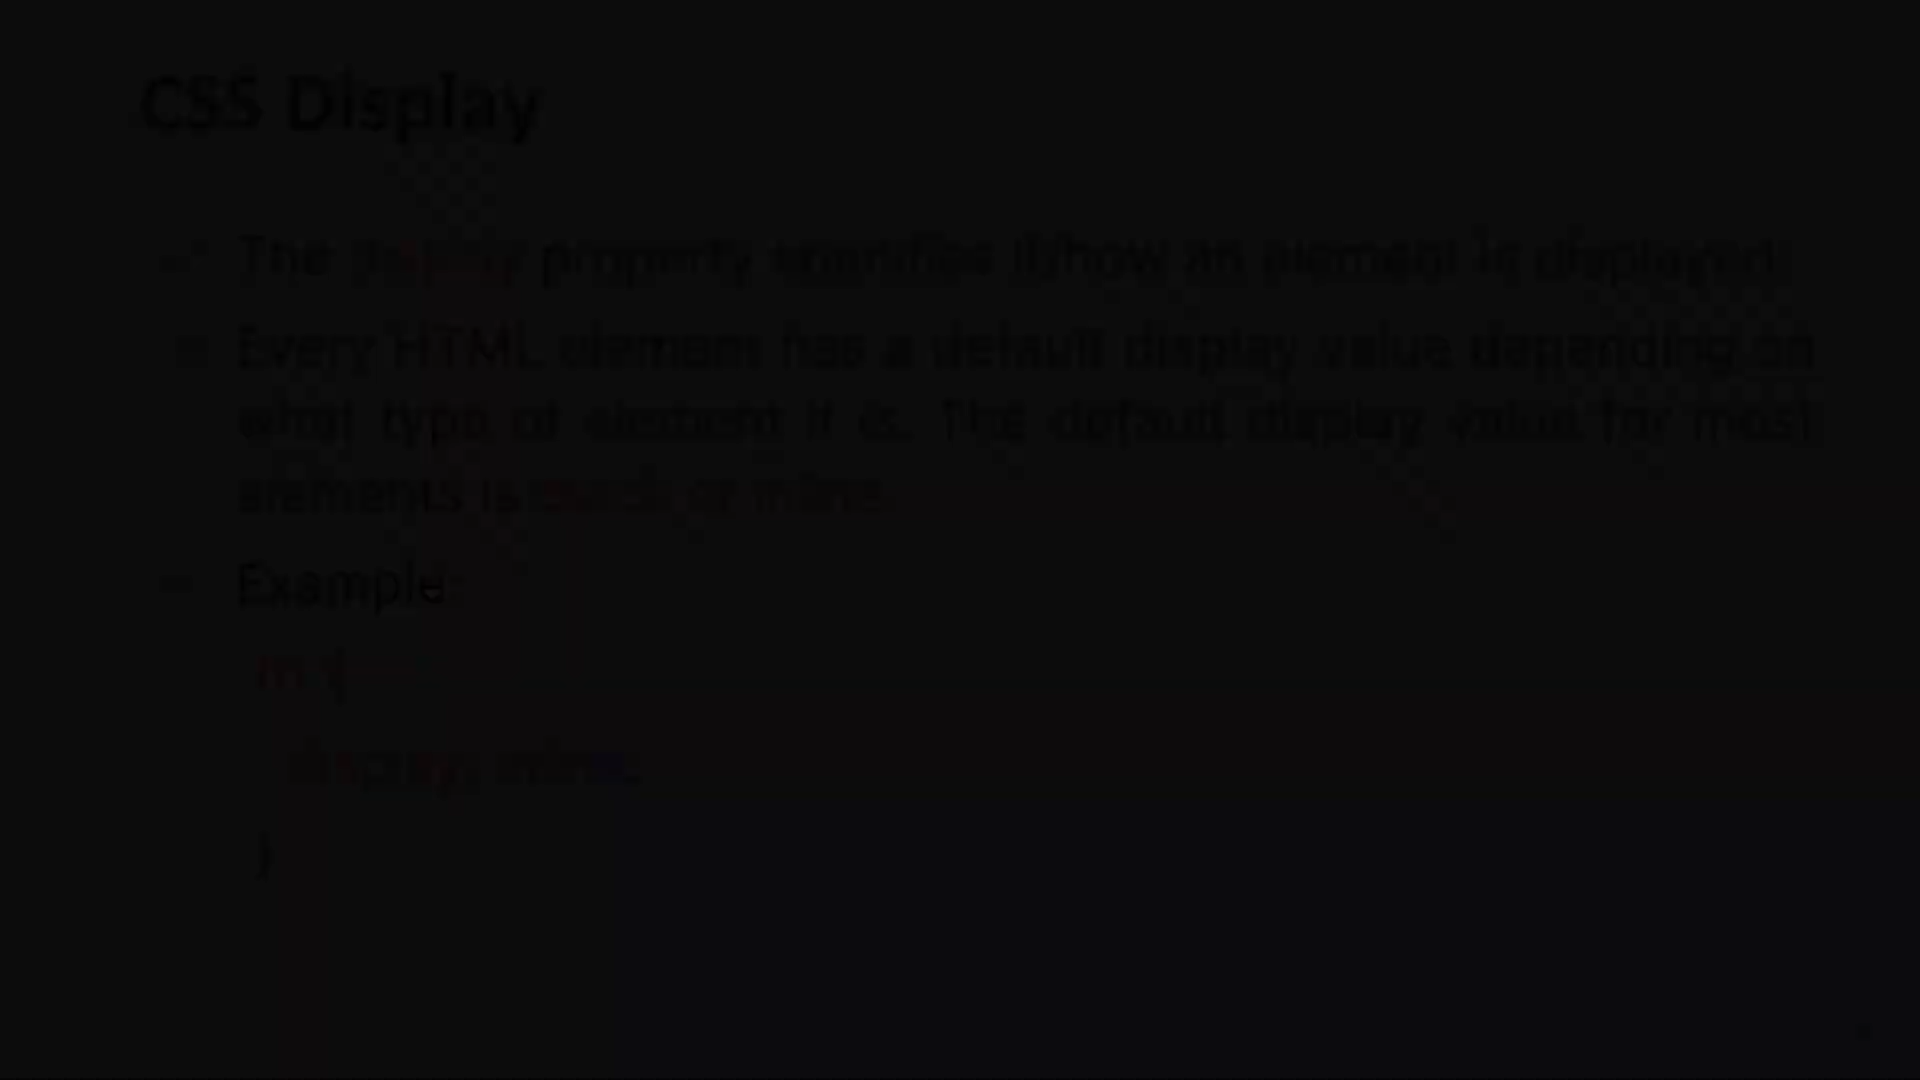 CSS Display
The display property specifies if/how an element is displayed.
Every HTML element has a default display value depending on
what type of element it is. The default display value for most
elements is block or inline.
Example:
display: inline;
}